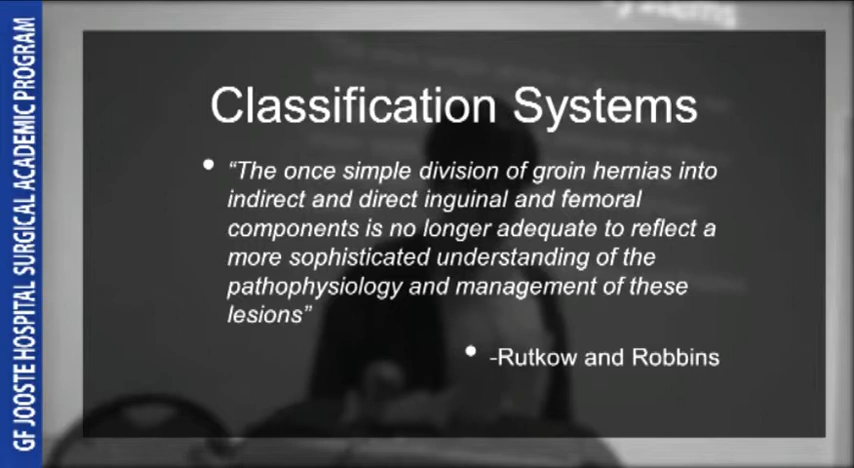 GF JOOSTE HOSPITAL SURGICAL ACADEMIC PROGRAM
Classification Systems
• “The once simple division of groin hernias into
indirect and direct inguinal and femoral
components is no longer adequate to reflect a
more sophisticated understanding of the
pathophysiology and management of these
lesions”
• -Rutkow and Robbins